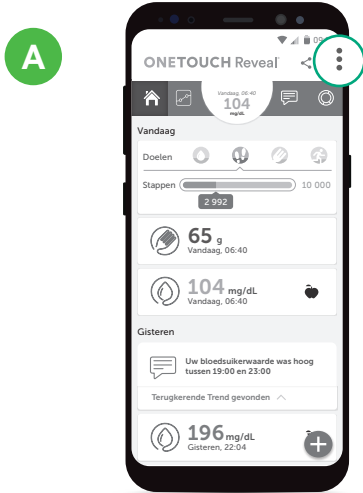 A
ONETOUCH Reveal
Vandaag, 06:40
104
mg/dL
Vandaag
Doelen
Stappen
10 000
2 992
65 g
Vandaag, 06:40
104 mg/dL
Vandaag, 06:40
Gisteren
Uw bloedsuikerwaarde was hoog
tussen 19:00 en 23:00
Terugkerende Trend gevonden
196 mg/dL
Gisteren, 22:04